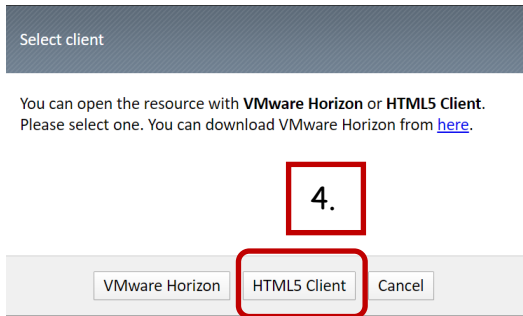 Select client
You can open the resource with VMware Horizon or HTML5 Client.
Please select one. You can download VMware Horizon from here.
4.
VMware Horizon HTML5 Client Cancel